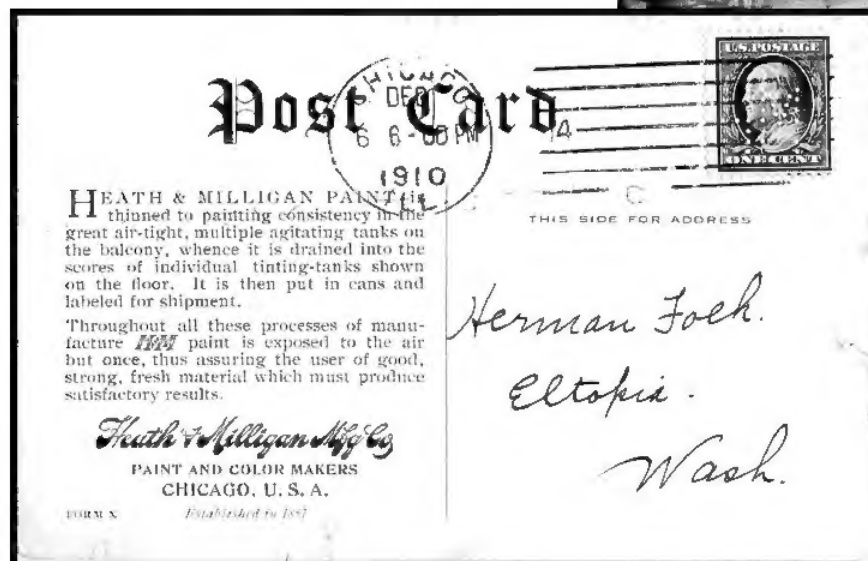 U.S. POSTAGE
ONE CENT
Post Card
CHICAGO
DEC
6 6-00 PM
1910
ILL.
14
C
THIS SIDE FOR ADDRESS
HEATH & MILLIGAN PAINT is
thinned to painting consistency in the
great air-tight, multiple agitating tanks on
the balcony, whence it is drained into the
scores of individual tinting-tanks shown
on the floor. It is then put in cans and
labeled for shipment.
Throughout all these processes of manu-
facture H&M paint is exposed to the air
but once, thus assuring the user of good,
strong, fresh material which must produce
satisfactory results.
Heath & Milligan Mfg Co
PAINT AND COLOR MAKERS
CHICAGO, U. S. A.
FORM X
Established in 1851
Herman
Eltopia.
Wash.